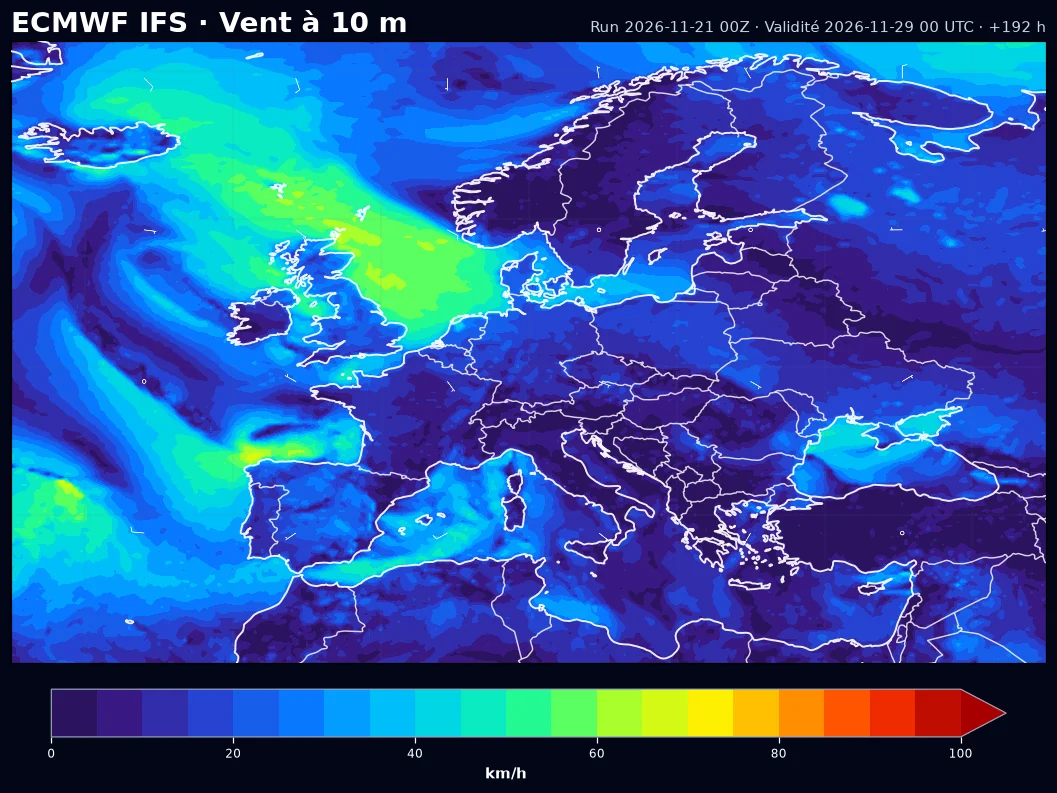 ECMWF IFS · Vent à 10 m
Run 2026-11-21 00Z · Validité 2026-11-29 00 UTC · +192 h
0 20 40 60 80 100
km/h